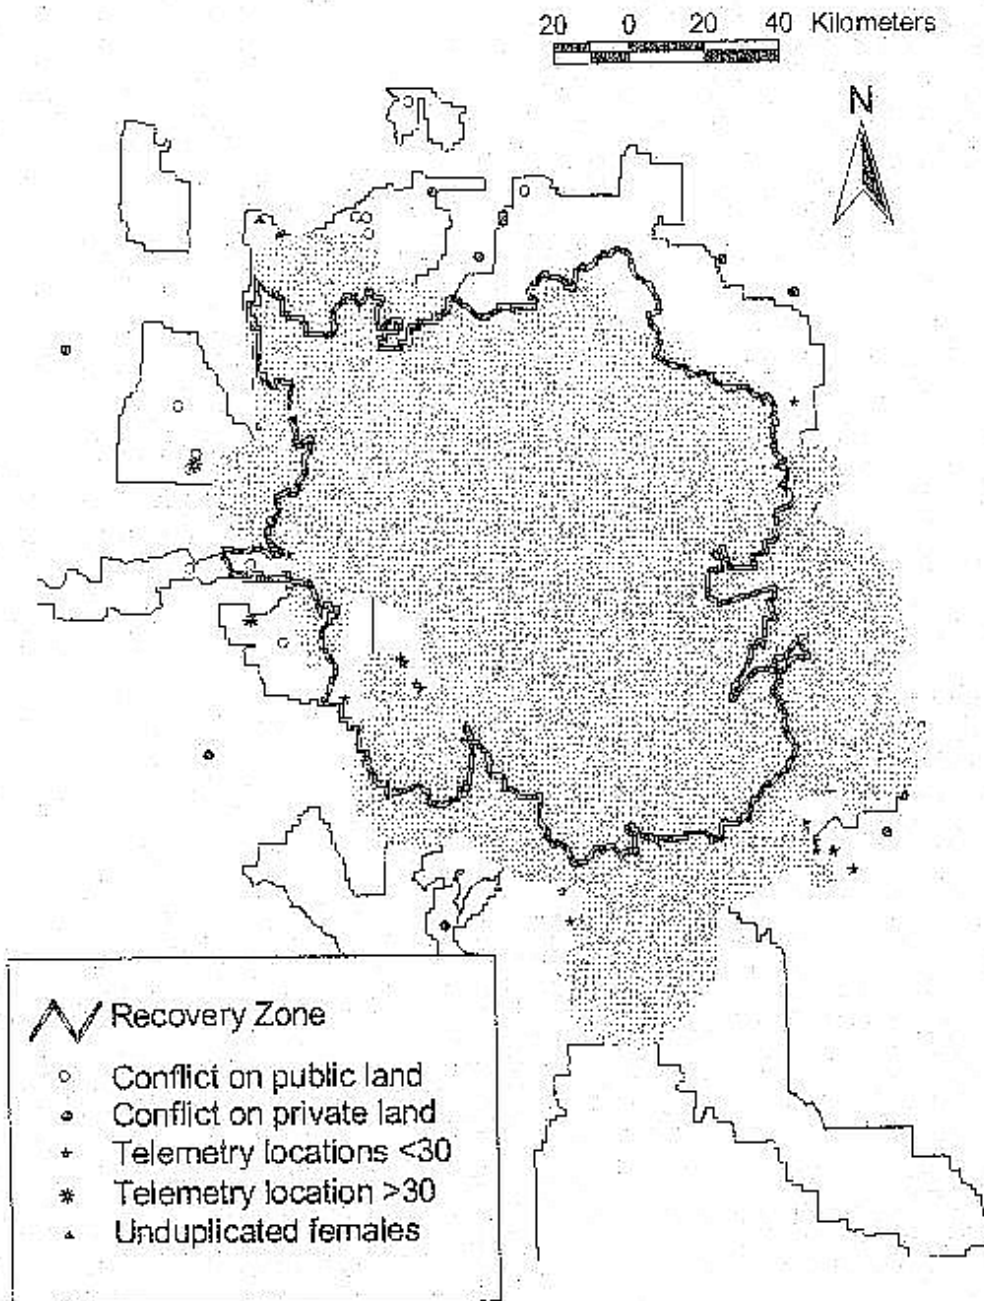 20 0 20 40 Kilometers
N
Recovery Zone
Conflict on public land
Conflict on private land
Telemetry locations <30
Telemetry location >30
Unduplicated females